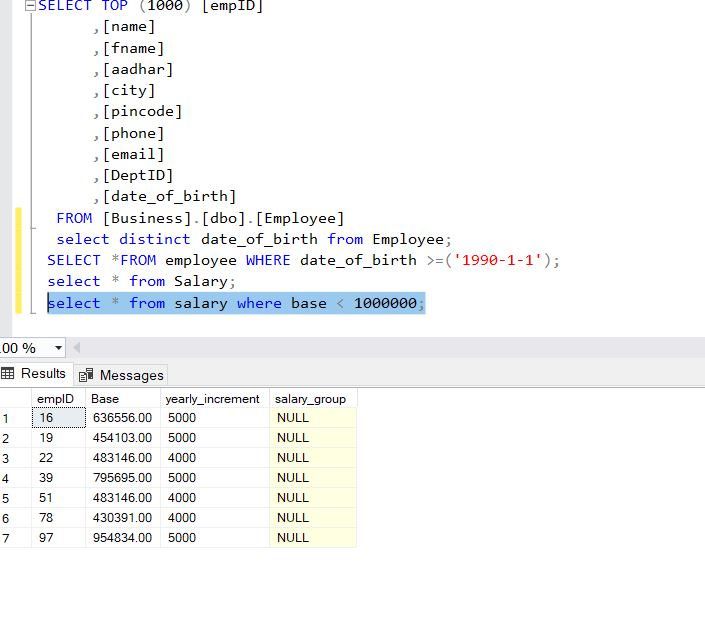 SELECT TOP (1000) [empID]
,[name]
,[fname]
,[aadhar]
,[city]
,[pincode]
,[phone]
,[email]
,[DeptID]
,[date_of_birth]
FROM [Business].[dbo].[Employee]
select distinct date_of_birth from Employee;
SELECT *FROM employee WHERE date_of_birth >=('1990-1-1');
select * from Salary;
select * from salary where base < 1000000;
.00 %
Results Messages
empID Base yearly_increment salary_group
1 16 636556.00 5000 NULL
2 19 454103.00 5000 NULL
3 22 483146.00 4000 NULL
4 39 795695.00 5000 NULL
5 51 483146.00 4000 NULL
6 78 430391.00 4000 NULL
7 97 954834.00 5000 NULL